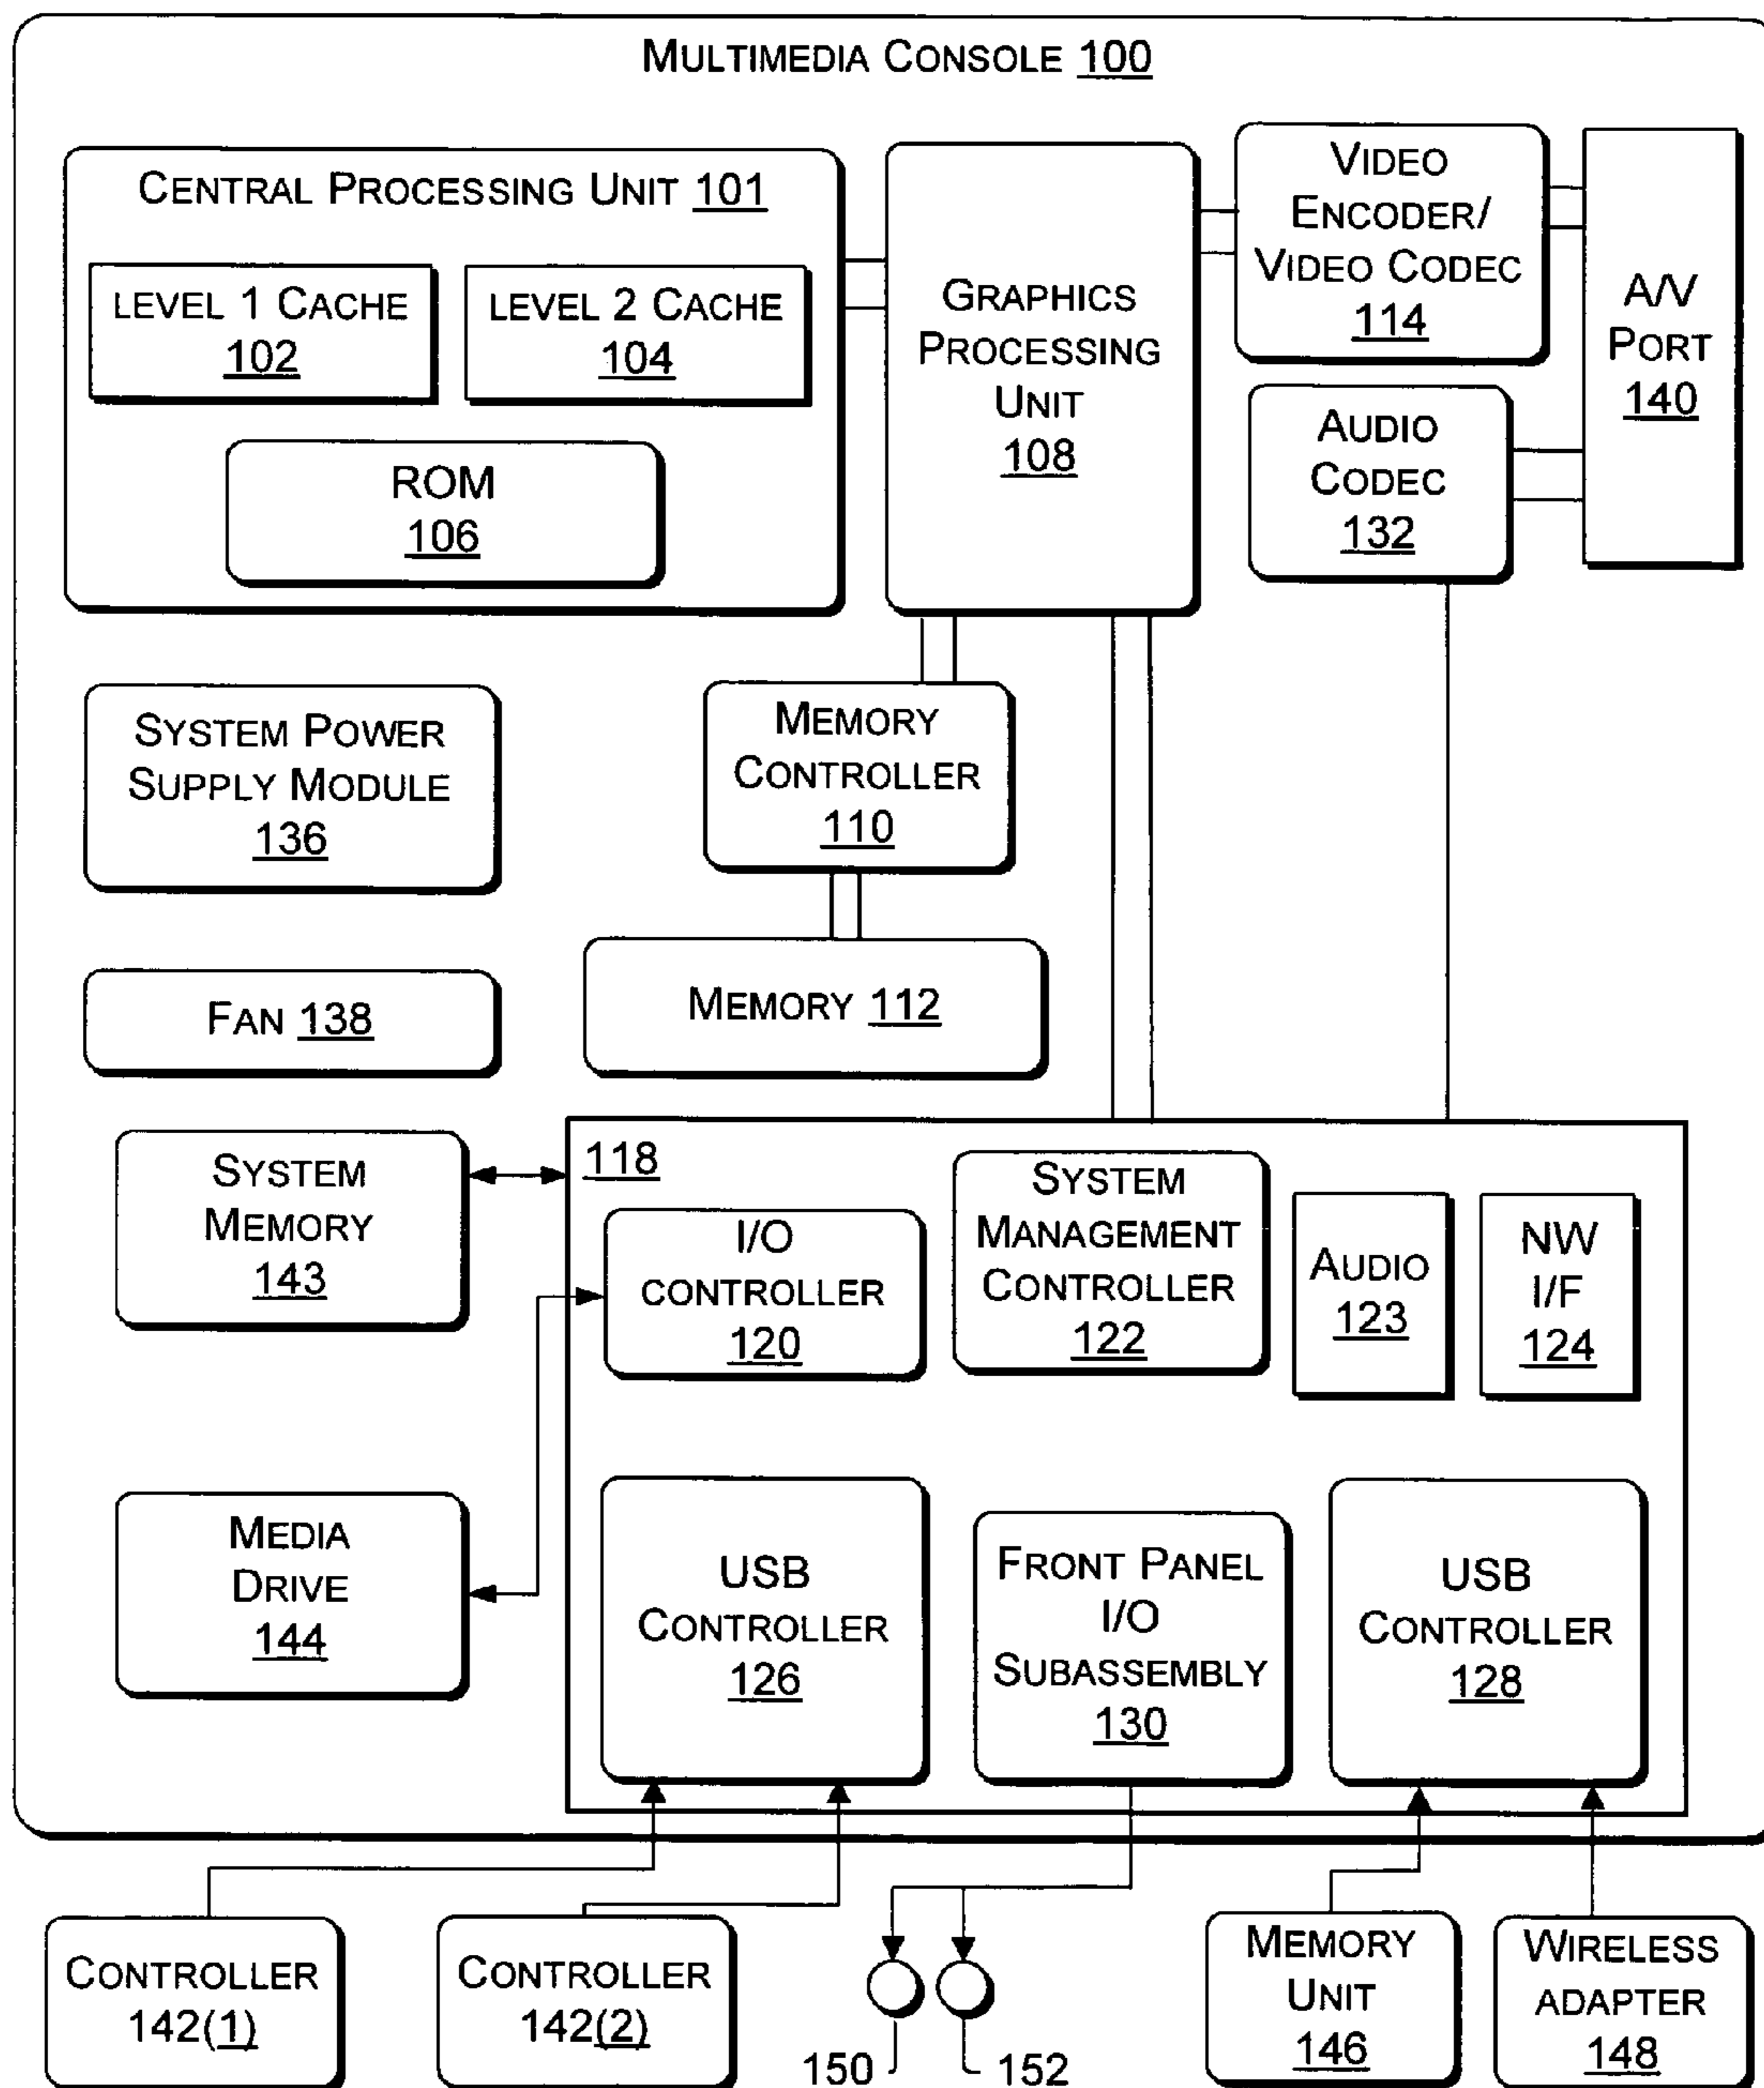 MULTIMEDIA CONSOLE 100
CENTRAL PROCESSING UNIT 101
LEVEL 1 CACHE
102
LEVEL 2 CACHE
104
ROM
106
GRAPHICS
PROCESSING
UNIT
108
VIDEO
ENCODER/
VIDEO CODEC
114
A/V
PORT
140
AUDIO
CODEC
132
SYSTEM POWER
SUPPLY MODULE
136
MEMORY
CONTROLLER
110
FAN 138
MEMORY 112
SYSTEM
MEMORY
143
118
I/O
CONTROLLER
120
SYSTEM
MANAGEMENT
CONTROLLER
122
AUDIO
123
NW
I/F
124
MEDIA
DRIVE
144
USB
CONTROLLER
126
FRONT PANEL
I/O
SUBASSEMBLY
130
USB
CONTROLLER
128
CONTROLLER
142(1)
CONTROLLER
142(2)
150
152
MEMORY
UNIT
146
WIRELESS
ADAPTER
148